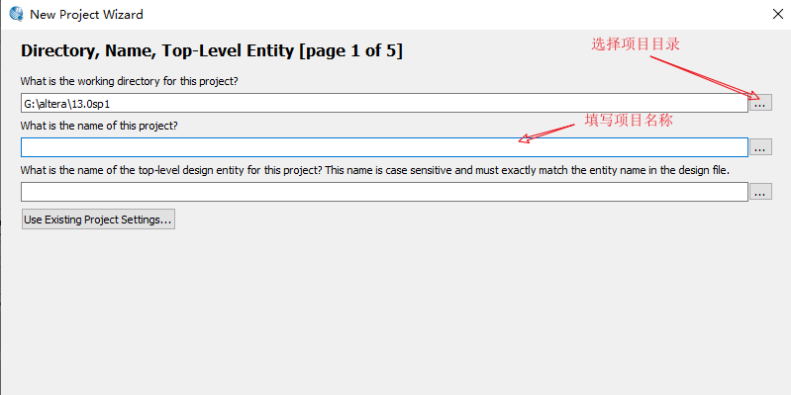 New Project Wizard
选择项目目录
Directory, Name, Top-Level Entity [page 1 of 5]
What is the working directory for this project?
G:\altera\13.0sp1
...
What is the name of this project?
填写项目名称
...
What is the name of the top-level design entity for this project? This name is case sensitive and must exactly match the entity name in the design file.
...
Use Existing Project Settings...